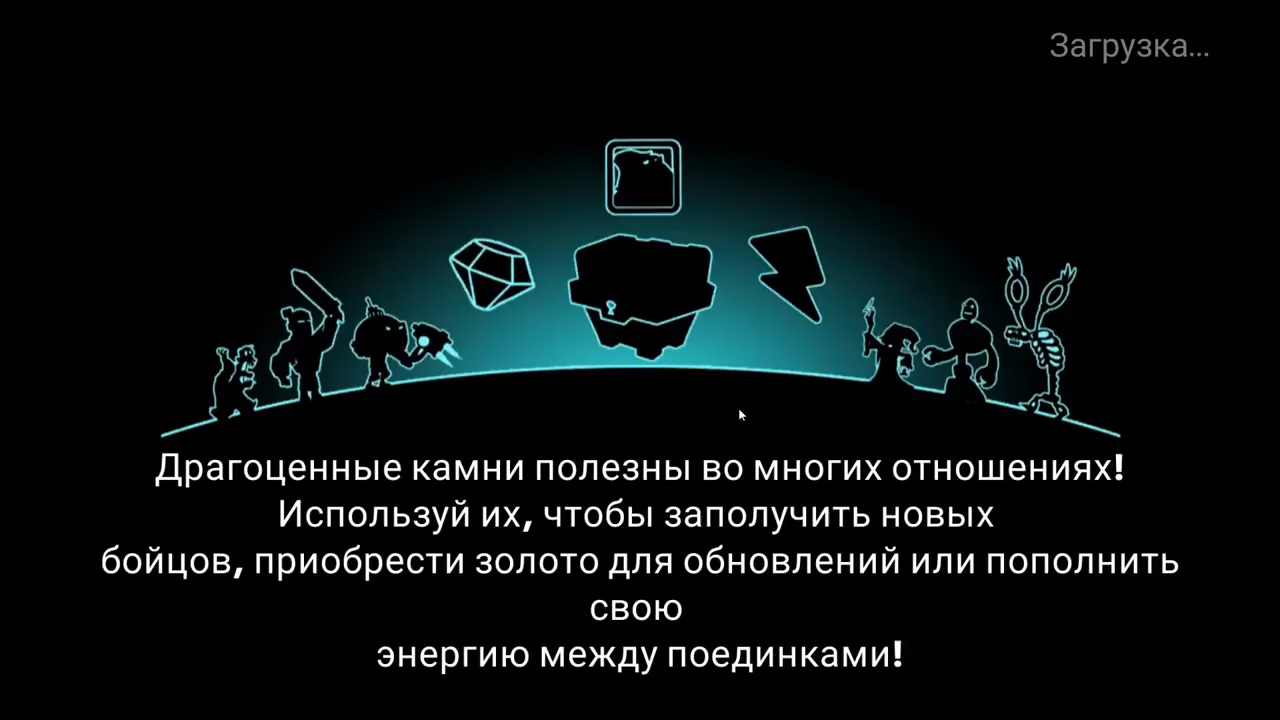 Загрузка...
Драгоценные камни полезны во многих отношениях!
Используй их, чтобы заполучить новых
бойцов, приобрести золото для обновлений или пополнить
свою
энергию между поединками!